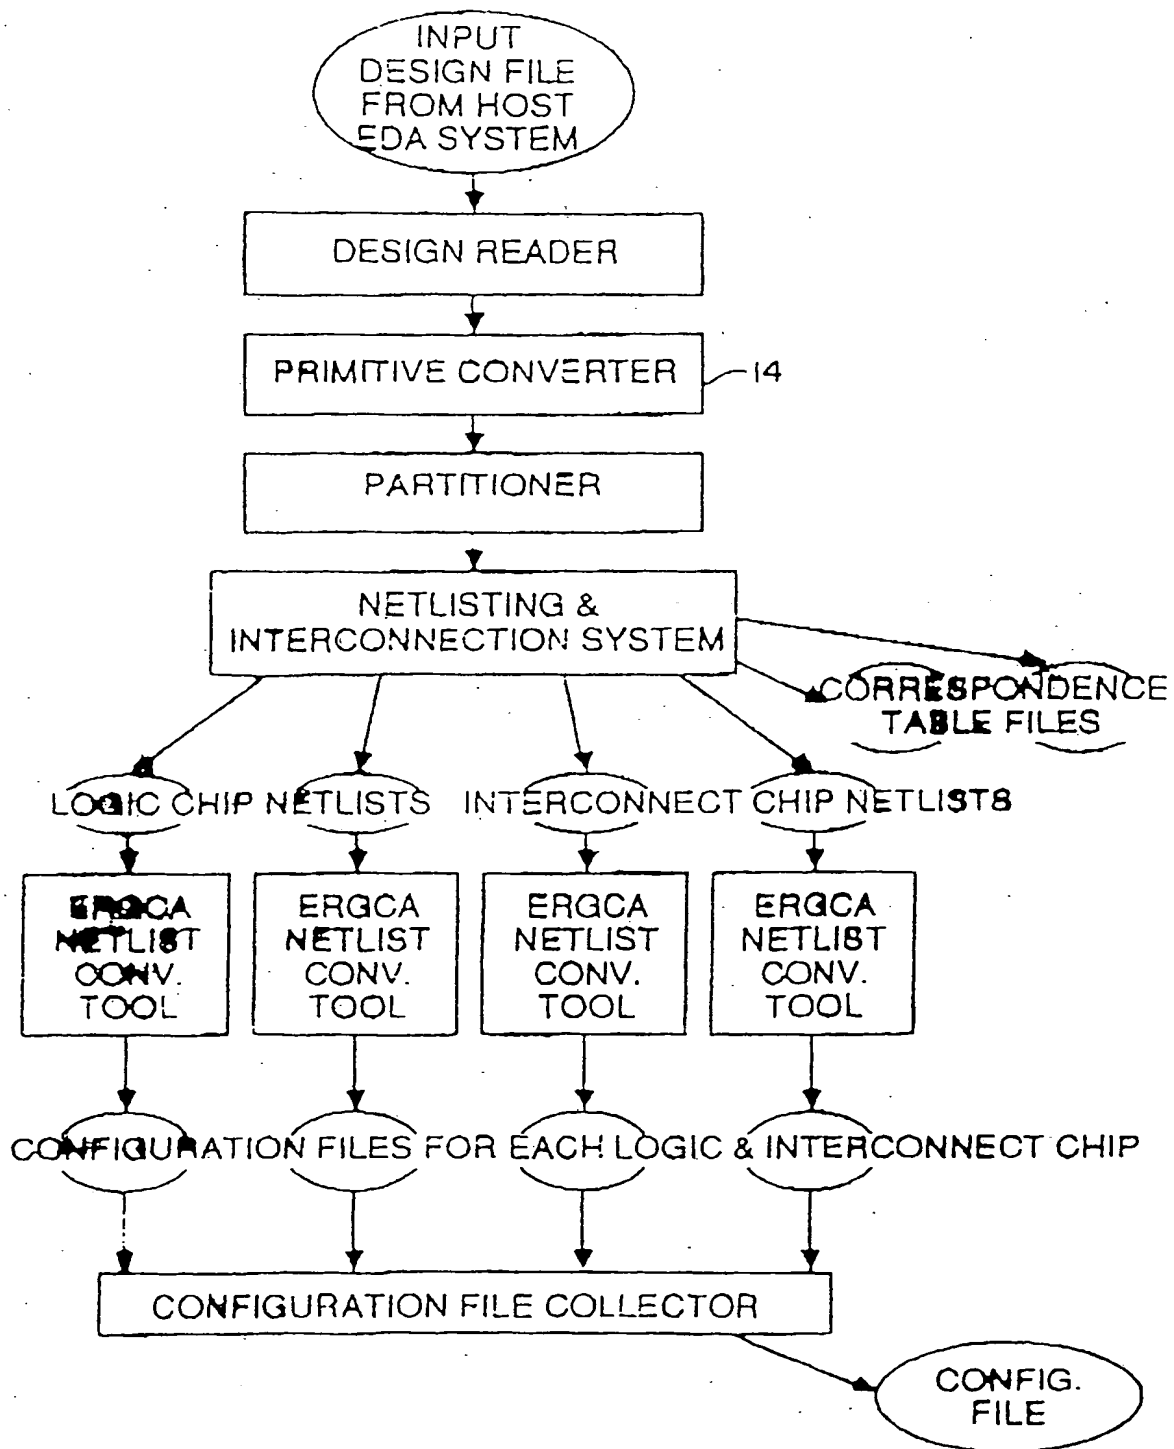 INPUT
DESIGN FILE
FROM HOST
EDA SYSTEM
DESIGN READER
PRIMITIVE CONVERTER
14
PARTITIONER
NETLISTING &
INTERCONNECTION SYSTEM
CORRESPONDENCE
TABLE FILES
LOGIC CHIP NETLISTS
INTERCONNECT CHIP NETLISTS
ERGCA
NETLIST
CONV.
TOOL
ERGCA
NETLIST
CONV.
TOOL
ERGCA
NETLIST
CONV.
TOOL
ERGCA
NETLIST
CONV.
TOOL
CONFIGURATION FILES FOR EACH LOGIC & INTERCONNECT CHIP
CONFIGURATION FILE COLLECTOR
CONFIG.
FILE